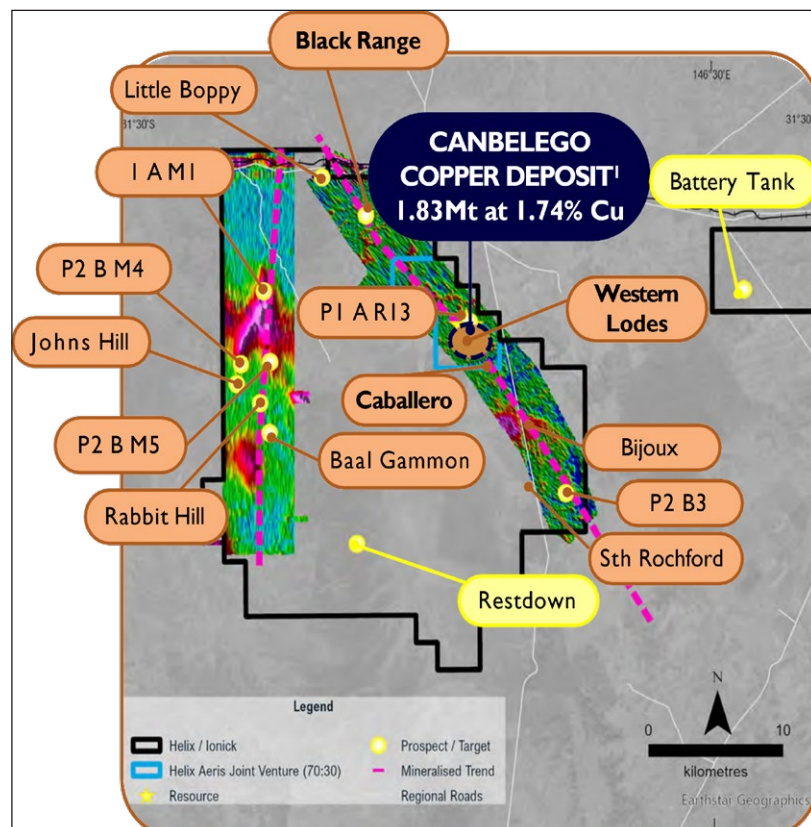 Black Range
146°30'E
Little Boppy
31°30'S
31°30'
CANBELEGO
COPPER DEPOSIT¹
1.83Mt at 1.74% Cu
1 A M1
Battery Tank
P2 B M4
P1 A R13
Western
Lodes
Johns Hill
Caballero
P2 B M5
Baal Gammon
Bijoux
Rabbit Hill
P2 B3
Sth Rochford
Restdown
Legend
Helix / Ionick
Prospect / Target
Helix Aeris Joint Venture (70:30)
Mineralised Trend
Resource
Regional Roads
0 10
kilometres
Earthstar Geographics